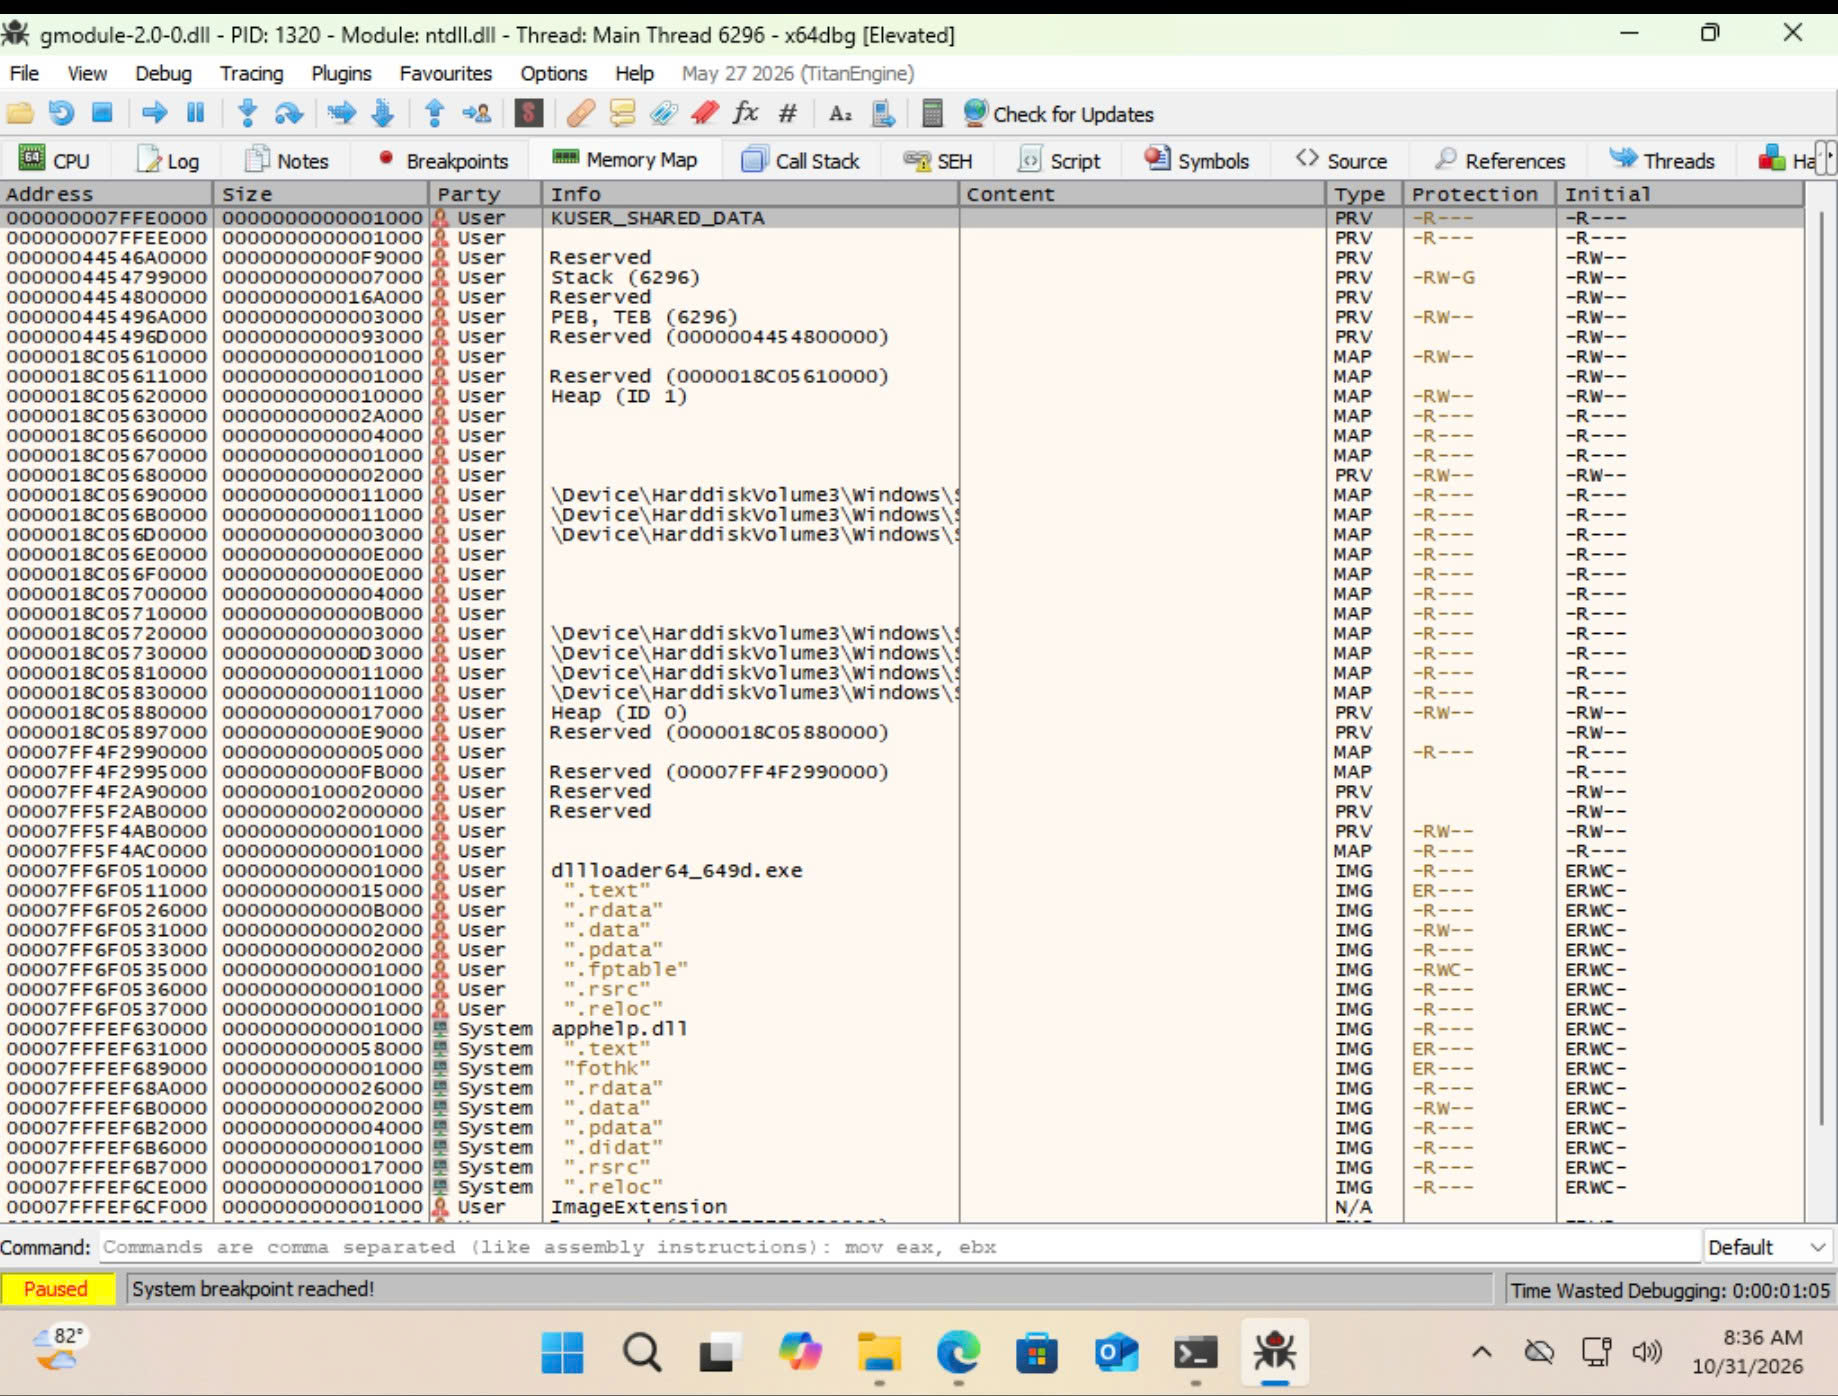 gmodule-2.0-0.dll - PID: 1320 - Module: ntdll.dll - Thread: Main Thread 6296 - x64dbg [Elevated]
File View Debug Tracing Plugins Favourites Options Help May 27 2026 (TitanEngine)
fx # A₂ Check for Updates
64 CPU Log Notes Breakpoints Memory Map Call Stack SEH Script Symbols Source References Threads Ha
Address Size Party Info Content Type Protection Initial
000000007FFE0000 0000000000001000 User KUSER_SHARED_DATA PRV -R--- -R---
000000007FFEE000 0000000000001000 User PRV -R--- -R---
00000044546A0000 00000000000F9000 User Reserved PRV -RW--
0000004454799000 0000000000007000 User Stack (6296) PRV -RW-G -RW--
0000004454800000 000000000016A000 User Reserved PRV -RW--
000000445496A000 0000000000003000 User PEB, TEB (6296) PRV -RW-- -RW--
000000445496D000 0000000000093000 User Reserved (0000004454800000) PRV -RW--
0000018C05610000 0000000000001000 User MAP -RW-- -RW--
0000018C05611000 0000000000001000 User Reserved (0000018C05610000) MAP -RW--
0000018C05620000 0000000000010000 User Heap (ID 1) MAP -RW-- -RW--
0000018C05630000 000000000002A000 User MAP -R--- -R---
0000018C05660000 0000000000004000 User MAP -R--- -R---
0000018C05670000 0000000000001000 User MAP -R--- -R---
0000018C05680000 0000000000002000 User PRV -RW-- -RW--
0000018C05690000 0000000000011000 User \Device\HarddiskVolume3\Windows\S MAP -R--- -R---
0000018C056B0000 0000000000011000 User \Device\HarddiskVolume3\Windows\S MAP -R--- -R---
0000018C056D0000 0000000000003000 User \Device\HarddiskVolume3\Windows\S MAP -R--- -R---
0000018C056E0000 000000000000E000 User MAP -R--- -R---
0000018C056F0000 000000000000E000 User MAP -R--- -R---
0000018C05700000 0000000000004000 User MAP -R--- -R---
0000018C05710000 000000000000B000 User MAP -R--- -R---
0000018C05720000 0000000000003000 User \Device\HarddiskVolume3\Windows\S MAP -R--- -R---
0000018C05730000 00000000000D3000 User \Device\HarddiskVolume3\Windows\S MAP -R--- -R---
0000018C05810000 0000000000011000 User \Device\HarddiskVolume3\Windows\S MAP -R--- -R---
0000018C05830000 0000000000011000 User \Device\HarddiskVolume3\Windows\S MAP -R--- -R---
0000018C05880000 0000000000017000 User Heap (ID 0) PRV -RW-- -RW--
0000018C05897000 00000000000E9000 User Reserved (0000018C05880000) PRV -RW--
00007FF4F2990000 0000000000005000 User MAP -R--- -R---
00007FF4F2995000 00000000000FB000 User Reserved (00007FF4F2990000) MAP -R---
00007FF4F2A90000 0000000100020000 User Reserved PRV -RW--
00007FF5F2AB0000 0000000002000000 User Reserved PRV -RW--
00007FF5F4AB0000 0000000000001000 User PRV -RW-- -RW--
00007FF5F4AC0000 0000000000001000 User MAP -R--- -R---
00007FF6F0510000 0000000000001000 User dllloader64_649d.exe IMG -R--- ERWC-
00007FF6F0511000 0000000000015000 User ".text" IMG ER--- ERWC-
00007FF6F0526000 000000000000B000 User ".rdata" IMG -R--- ERWC-
00007FF6F0531000 0000000000002000 User ".data" IMG -RW-- ERWC-
00007FF6F0533000 0000000000002000 User ".pdata" IMG -R--- ERWC-
00007FF6F0535000 0000000000001000 User ".fptable" IMG -RWC- ERWC-
00007FF6F0536000 0000000000001000 User ".rsrc" IMG -R--- ERWC-
00007FF6F0537000 0000000000001000 User ".reloc" IMG -R--- ERWC-
00007FFFEF630000 0000000000001000 System apphelp.dll IMG -R--- ERWC-
00007FFFEF631000 0000000000058000 System ".text" IMG ER--- ERWC-
00007FFFEF689000 0000000000001000 System "fothk" IMG ER--- ERWC-
00007FFFEF68A000 0000000000026000 System ".rdata" IMG -R--- ERWC-
00007FFFEF6B0000 0000000000002000 System ".data" IMG -RW-- ERWC-
00007FFFEF6B2000 0000000000004000 System ".pdata" IMG -R--- ERWC-
00007FFFEF6B6000 0000000000001000 System ".didat" IMG -R--- ERWC-
00007FFFEF6B7000 0000000000017000 System ".rsrc" IMG -R--- ERWC-
00007FFFEF6CE000 0000000000001000 System ".reloc" IMG -R--- ERWC-
00007FFFEF6CF000 0000000000001000 User ImageExtension N/A
Command: Commands are comma separated (like assembly instructions): mov eax, ebx Default
Paused System breakpoint reached! Time Wasted Debugging: 0:00:01:05
82° 8:36 AM
10/31/2026